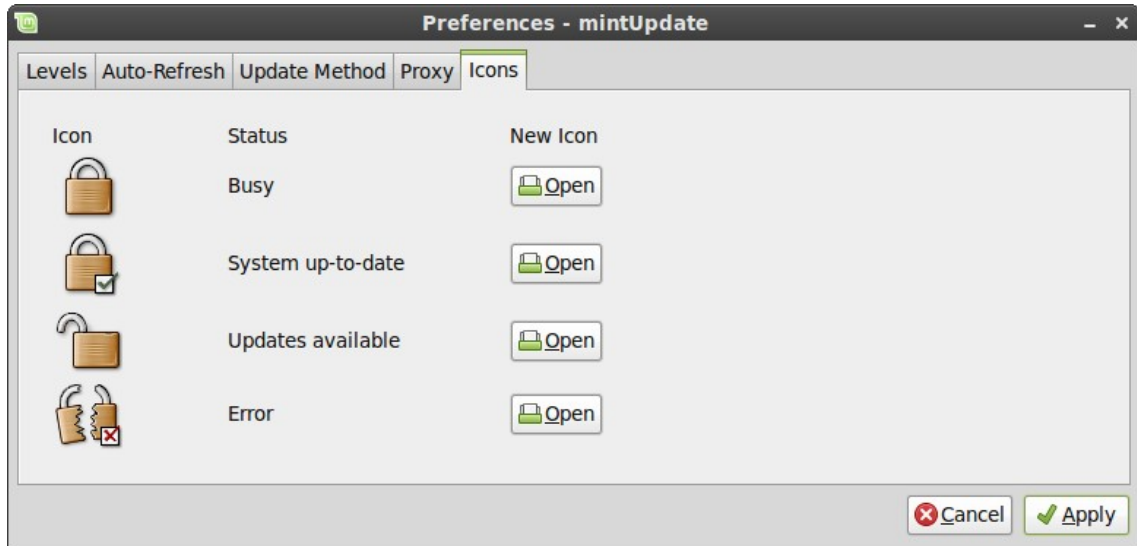 Preferences - mintUpdate
Levels Auto-Refresh Update Method Proxy Icons
Icon Status New Icon
Busy Open
System up-to-date Open
Updates available Open
Error Open
Cancel Apply